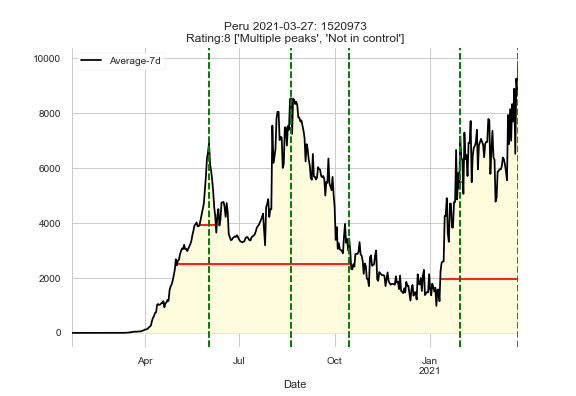 Peru 2021-03-27: 1520973
Rating:8 ['Multiple peaks', 'Not in control']
Average-7d
10000
8000
6000
4000
2000
0
Apr
Jul
Oct
Jan
2021
Date